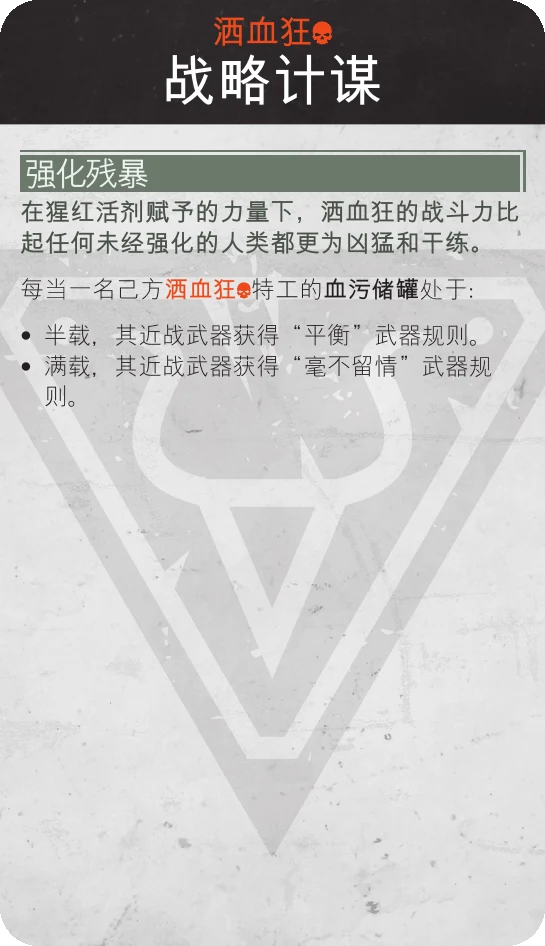 洒血狂
战略计谋
强化残暴
在猩红活剂赋予的力量下，洒血狂的战斗力比
起任何未经强化的人类都更为凶猛和干练。
每当一名己方洒血狂特工的血污储罐处于：
• 半载，其近战武器获得“平衡”武器规则。
• 满载，其近战武器获得“毫不留情”武器规
则。